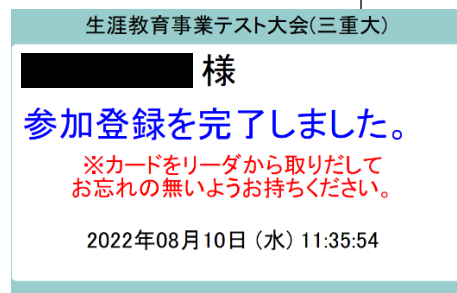 生涯教育事業テスト大会(三重大)
様
参加登録を完了しました。
※カードをリーダから取りだして
お忘れの無いようお持ちください。
2022年08月10日 (水) 11:35:54